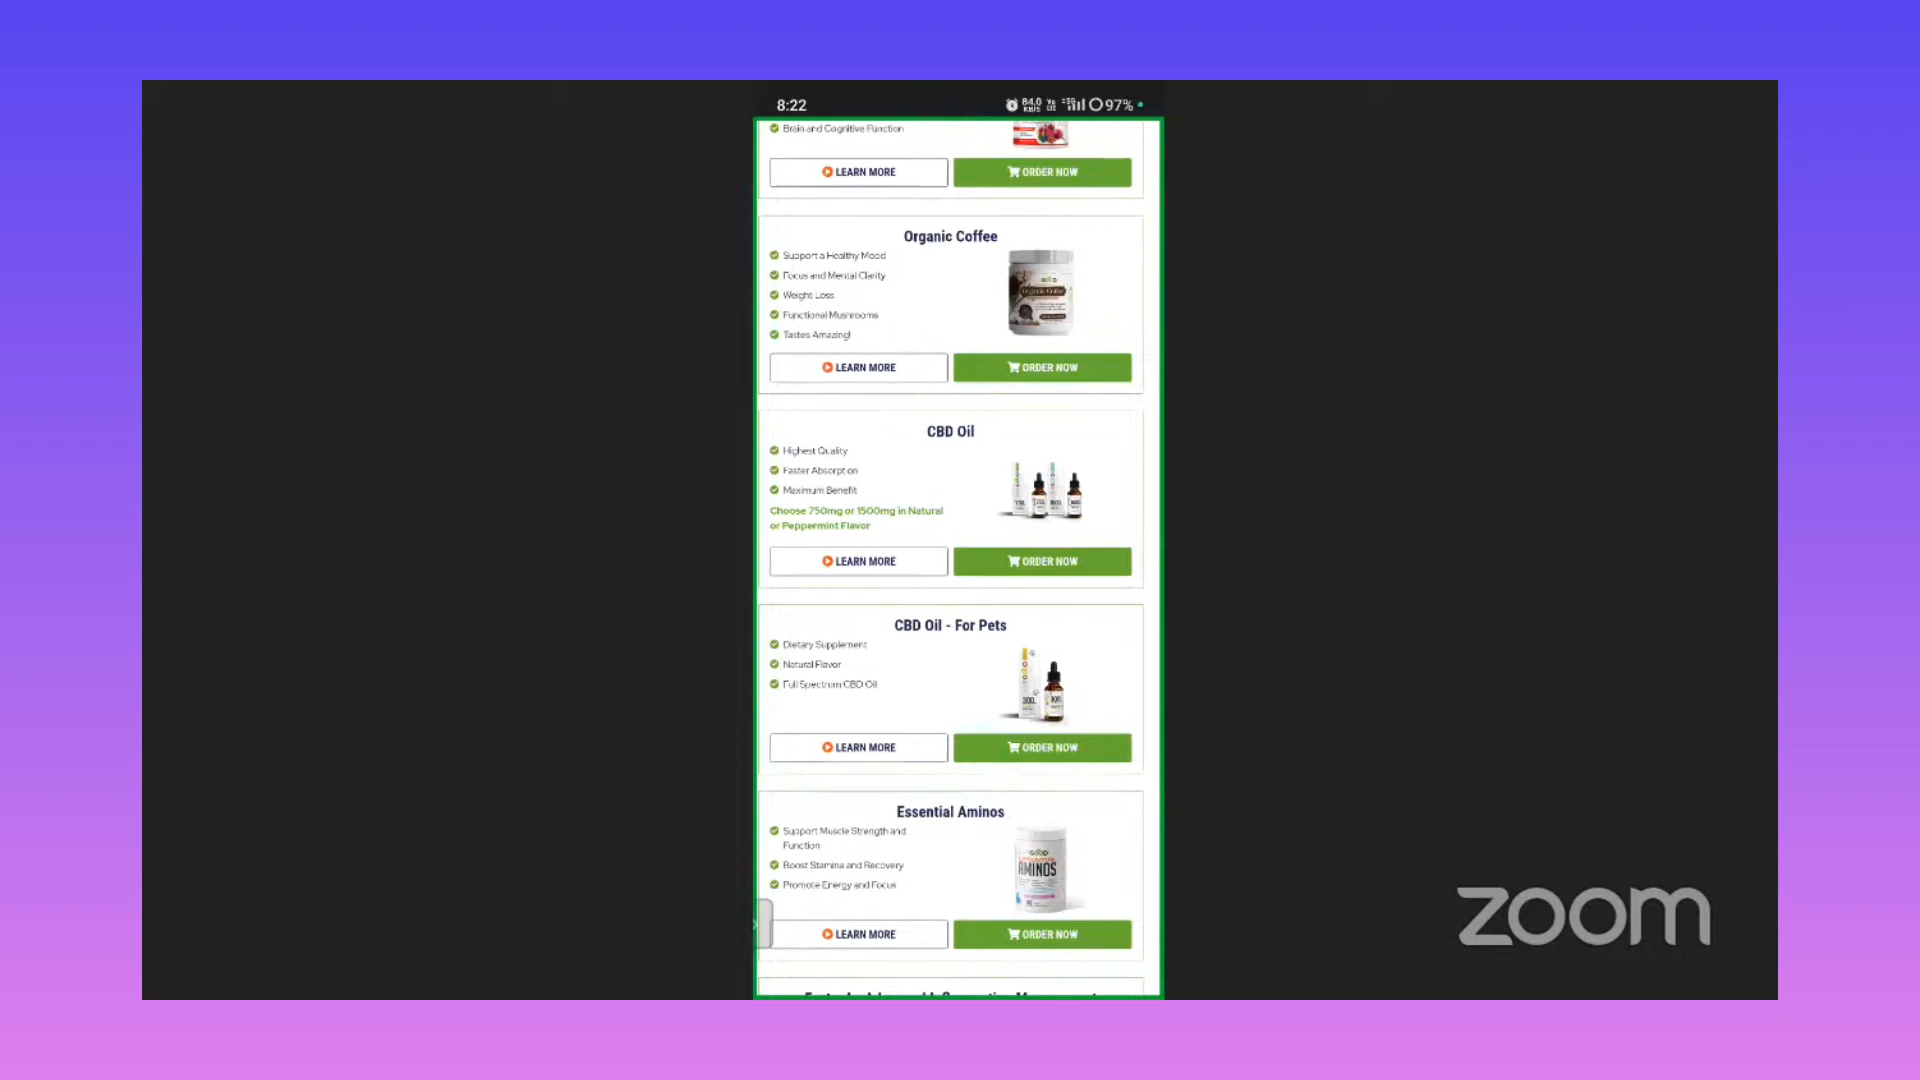 8:22
84.0
KB/S
97%
Brain and Cognitive Function
LEARN MORE
ORDER NOW
Organic Coffee
Support a Healthy Mood
Focus and Mental Clarity
Weight Loss
Functional Mushrooms
Tastes Amazing!
LEARN MORE
ORDER NOW
CBD Oil
Highest Quality
Faster Absorption
Maximum Benefit
Choose 750mg or 1500mg in Natural
or Peppermint Flavor
LEARN MORE
ORDER NOW
CBD Oil - For Pets
Dietary Supplement
Natural Flavor
Full Spectrum CBD Oil
300
LEARN MORE
ORDER NOW
Essential Aminos
Support Muscle Strength and
Function
Boost Stamina and Recovery
Promote Energy and Focus
AMINOS
LEARN MORE
ORDER NOW
zoom